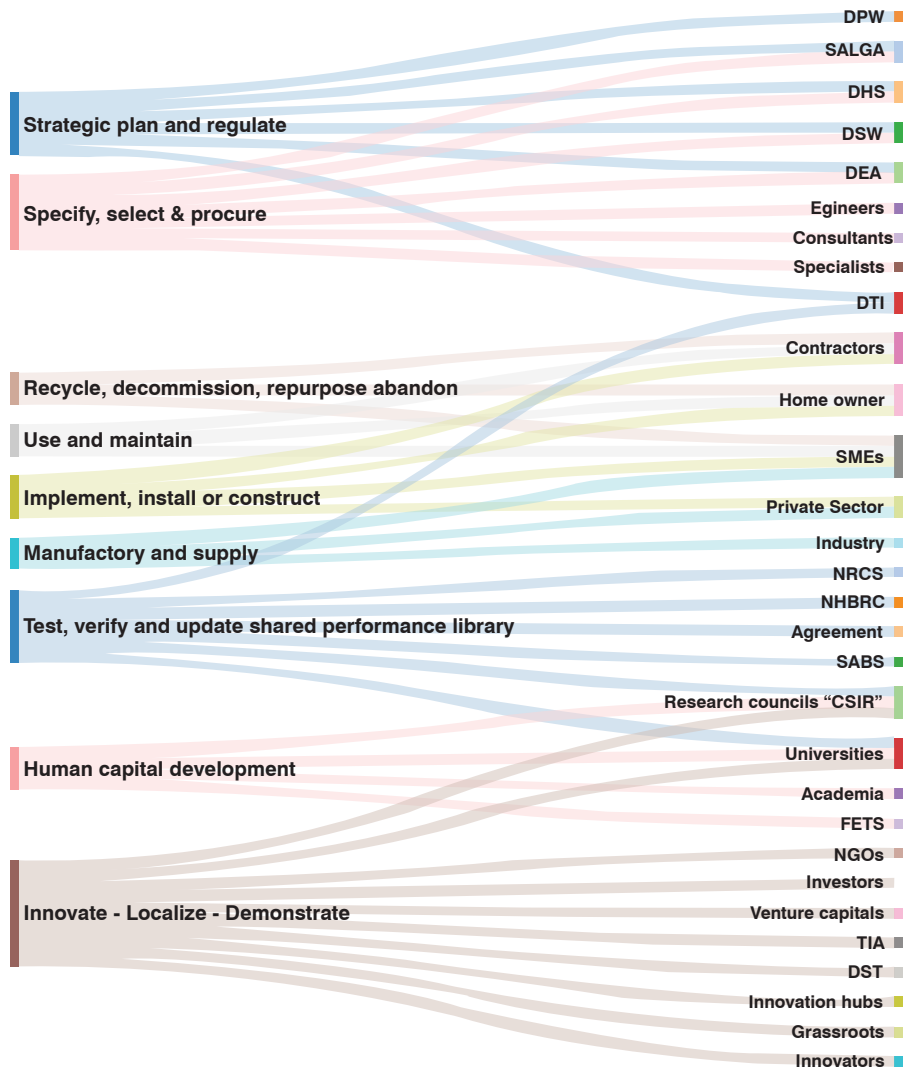 DPW
SALGA
DHS
Strategic plan and regulate
DSW
DEA
Egineers
Specify, select & procure
Consultants
Specialists
DTI
Contractors
Recycle, decommission, repurpose abandon
Home owner
Use and maintain
SMEs
Implement, install or construct
Private Sector
Industry
Manufactory and supply
NRCS
NHBRC
Test, verify and update shared performance library
Agreement
SABS
Research councils “CSIR”
Universities
Human capital development
Academia
FETS
NGOs
Investors
Innovate - Localize - Demonstrate
Venture capitals
TIA
DST
Innovation hubs
Grassroots
Innovators